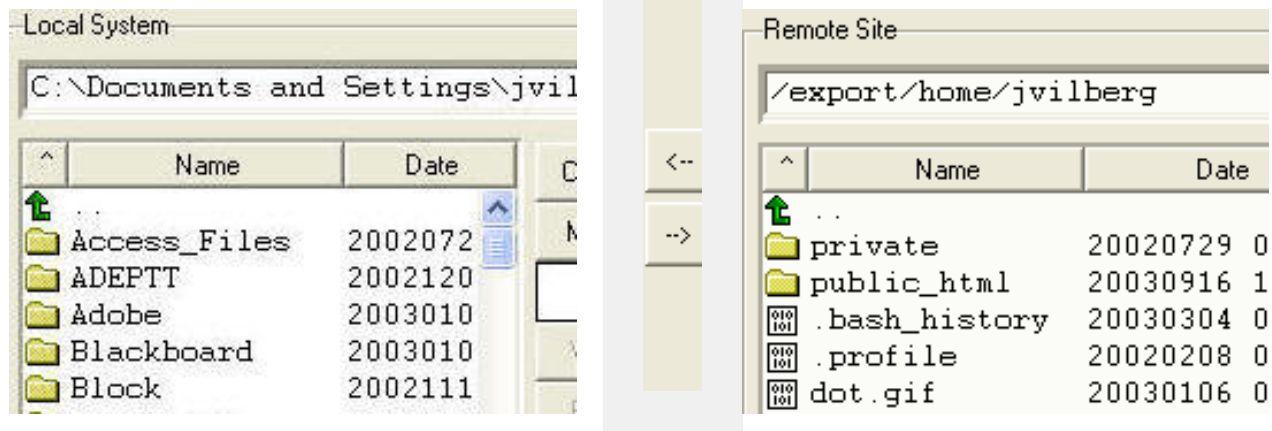 Local System
C:\Documents and Settings\jvil
^ Name Date
..
Access_Files 2002072
ADEPTT 2002120
Adobe 2003010
Blackboard 2003010
Block 2002111
<--
-->
Remote Site
/export/home/jvilberg
^ Name Date
..
private 20020729 0
public_html 20030916 1
.bash_history 20030304 0
.profile 20020208 0
dot.gif 20030106 0